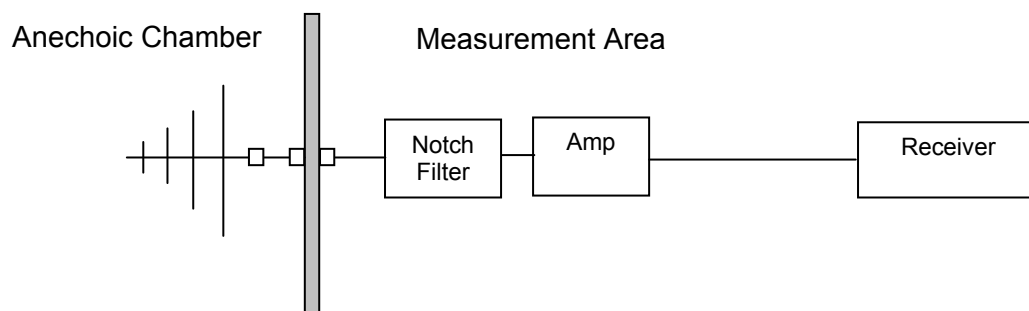 Anechoic Chamber
Measurement Area
Notch
Filter
Amp
Receiver